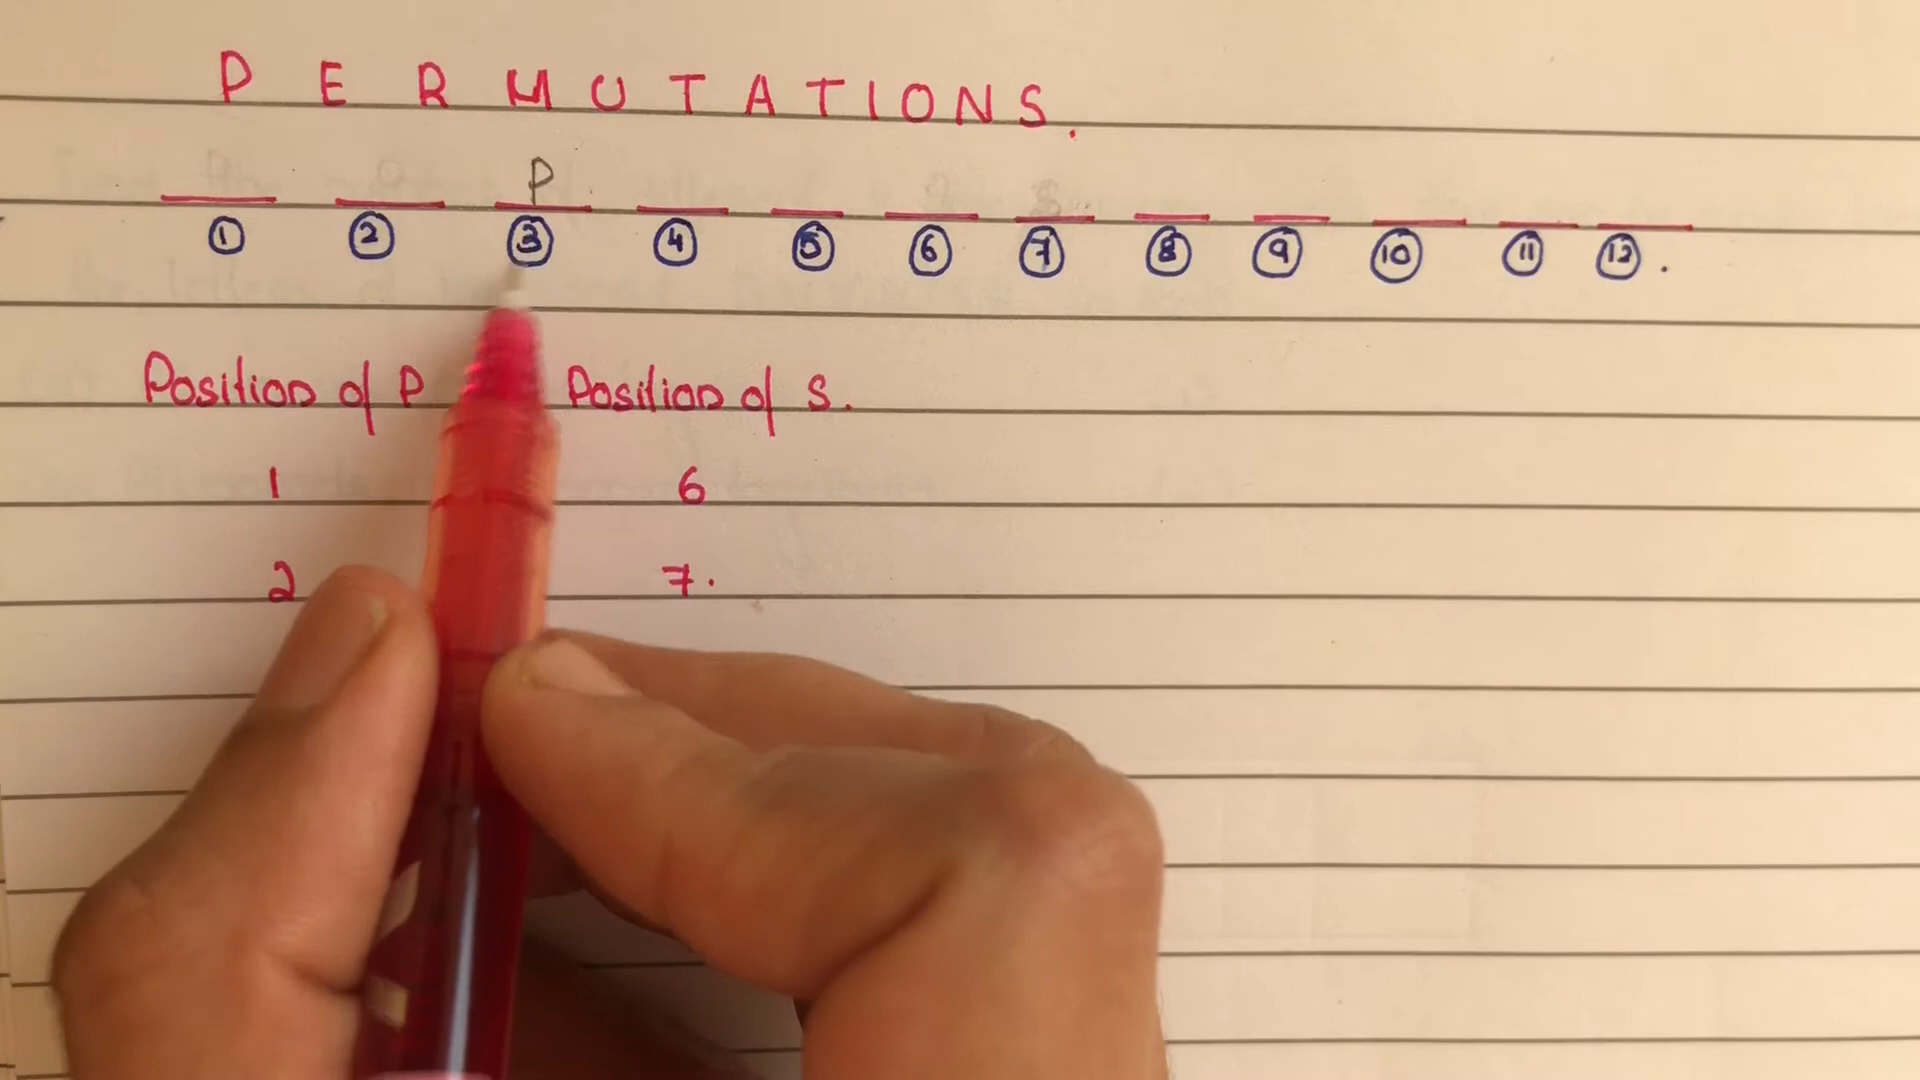 PERMUTATIONS.
P
1 2 3 4 5 6 7 8 9 10 11 12.
Position of P Position of S.
1 6
2 7.